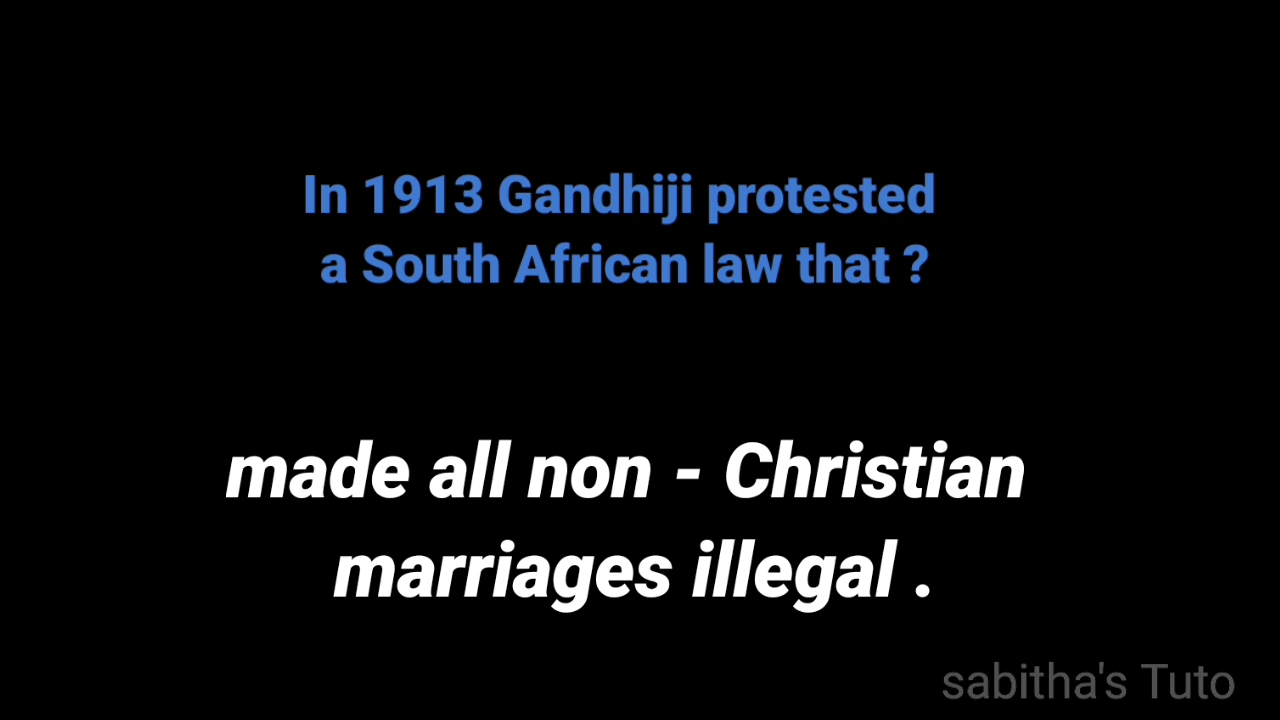 In 1913 Gandhiji protested
a South African law that ?
made all non - Christian
marriages illegal .
sabitha's Tuto